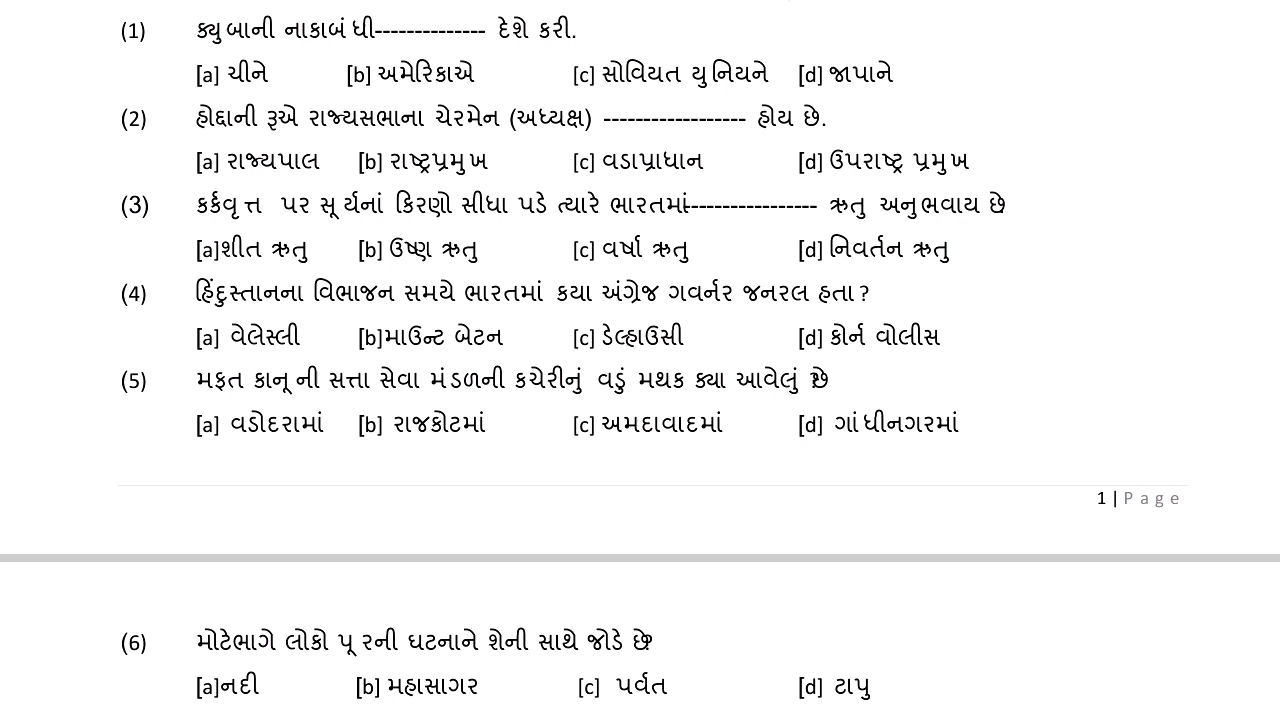 (1) ક્યુબાની નાકાબંધી-------------- દેશે કરી.
[a] ચીને [b] અમેરિકાએ [c] સોવિયત યુનિયને [d] જાપાને
(2) હોદ્દાની રૂએ રાજ્યસભાના ચેરમેન (અધ્યક્ષ) ------------------ હોય છે.
[a] રાજ્યપાલ [b] રાષ્ટ્રપ્રમુખ [c] વડાપ્રાધાન [d] ઉપરાષ્ટ્ર પ્રમુખ
(3) કર્કવૃત્ત પર સૂર્યનાં કિરણો સીધા પડે ત્યારે ભારતમાં----------------- ઋતુ અનુભવાય છે
[a]શીત ઋતુ [b] ઉષ્ણ ઋતુ [c] વર્ષા ઋતુ [d] નિવર્તન ઋતુ
(4) હિંદુસ્તાનના વિભાજન સમયે ભારતમાં કયા અંગ્રેજ ગવર્નર જનરલ હતા?
[a] વેલેસ્લી [b]માઉન્ટ બેટન [c] ડેલ્હાઉસી [d] કોર્ન વોલીસ
(5) મફત કાનૂની સત્તા સેવા મંડળની કચેરીનું વડું મથક ક્યા આવેલું છે?
[a] વડોદરામાં [b] રાજકોટમાં [c] અમદાવાદમાં [d] ગાંધીનગરમાં
1 | Page
(6) મોટેભાગે લોકો પૂરની ઘટનાને શેની સાથે જોડે છે?
[a]નદી [b] મહાસાગર [c] પર્વત [d] ટાપુ